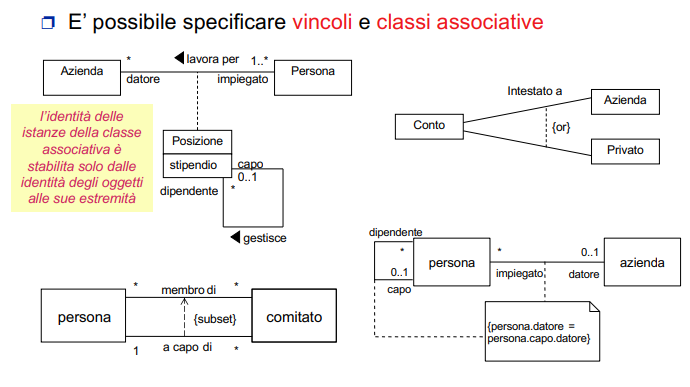 E' possibile specificare vincoli e classi associative
lavora per
Azienda
*
1..*
Persona
datore
impiegato
l'identità delle
istanze della classe
associativa è
stabilita solo dalle
identità degli oggetti
alle sue estremità
Posizione
stipendio
capo
0..1
dipendente
*
gestisce
Intestato a
Azienda
Conto
{or}
Privato
dipendente
*
persona
*
0..1
azienda
0..1
impiegato
datore
capo
{persona.datore =
persona.capo.datore}
*
membro di
*
persona
{subset}
comitato
1
a capo di
*